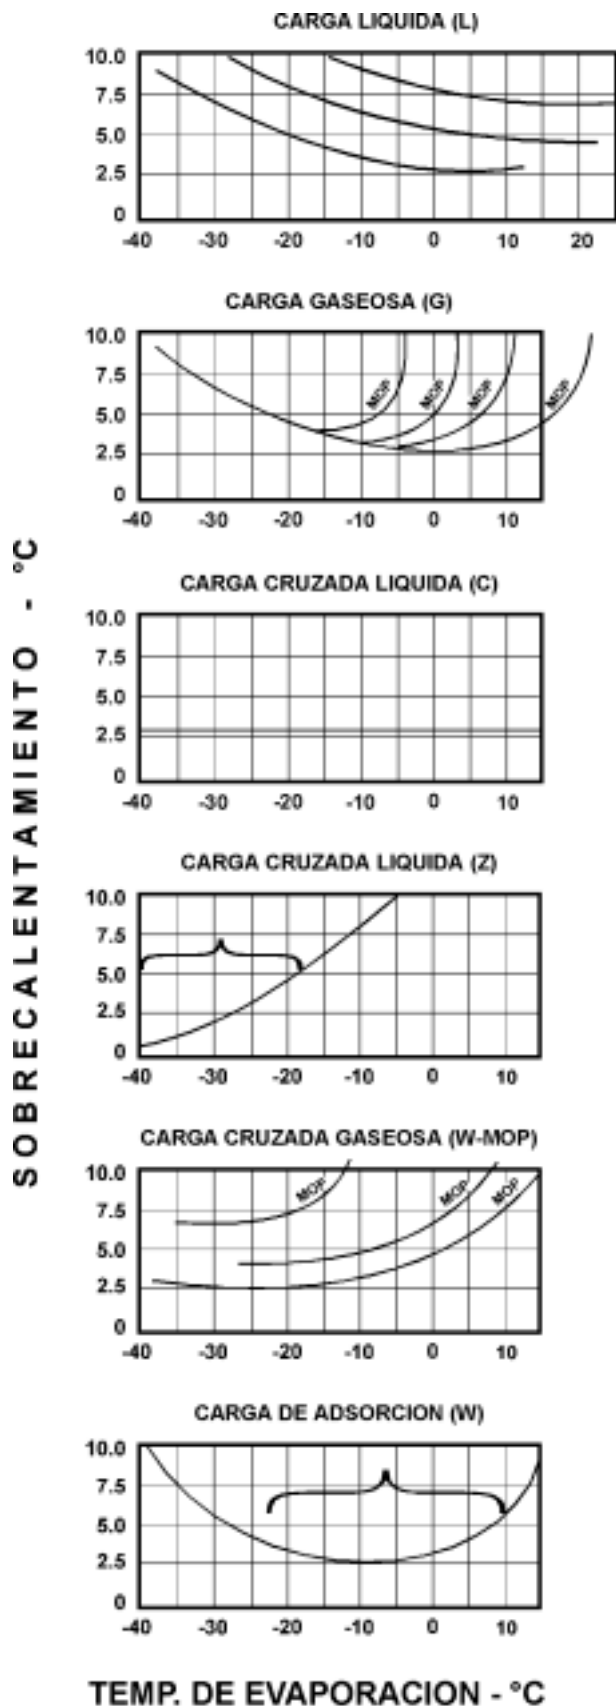 CARGA LIQUIDA (L)
10.0
7.5
5.0
2.5
0
-40 -30 -20 -10 0 10 20
CARGA GASEOSA (G)
10.0
7.5
5.0
2.5
0
MOP MOP MOP MOP
-40 -30 -20 -10 0 10
CARGA CRUZADA LIQUIDA (C)
10.0
7.5
5.0
2.5
0
-40 -30 -20 -10 0 10
CARGA CRUZADA LIQUIDA (Z)
10.0
7.5
5.0
2.5
0
-40 -30 -20 -10 0 10
CARGA CRUZADA GASEOSA (W-MOP)
10.0
7.5
5.0
2.5
0
MOP MOP MOP
-40 -30 -20 -10 0 10
CARGA DE ADSORCION (W)
10.0
7.5
5.0
2.5
0
-40 -30 -20 -10 0 10
SOBRECALENTAMIENTO - °C
TEMP. DE EVAPORACION - °C